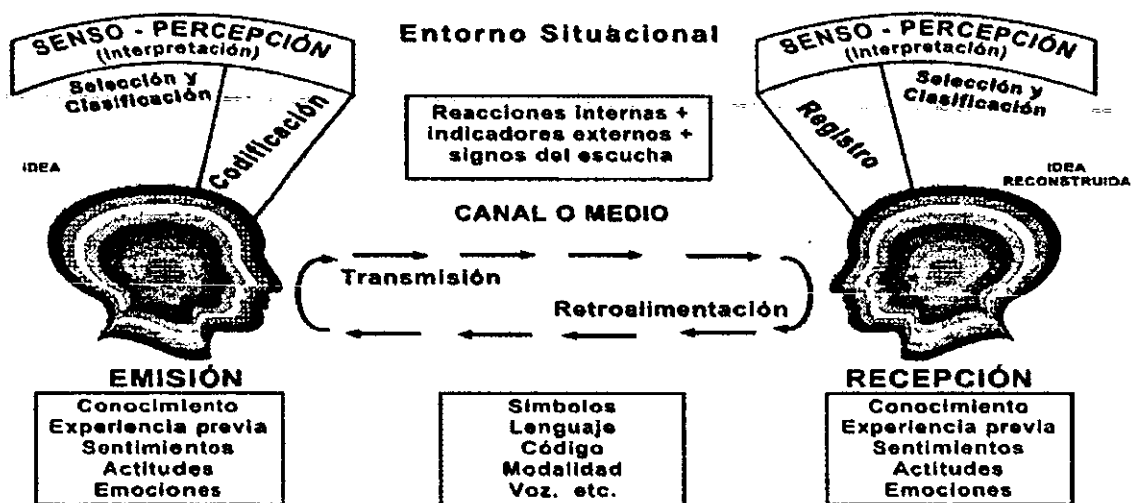 SENSO - PERCEPCIÓN
(Interpretación)
Selección y
Clasificación
Codificación
IDEA
Entorno Situacional
Reacciones internas +
indicadores externos +
signos del escucha
SENSO - PERCEPCIÓN
(Interpretación)
Selección y
Clasificación
Registro
IDEA
RECONSTRUIDA
CANAL O MEDIO
Transmisión
Retroalimentación
EMISIÓN
Conocimiento
Experiencia previa
Sentimientos
Actitudes
Emociones
Símbolos
Lenguaje
Código
Modalidad
Voz, etc.
RECEPCIÓN
Conocimiento
Experiencia previa
Sentimientos
Actitudes
Emociones